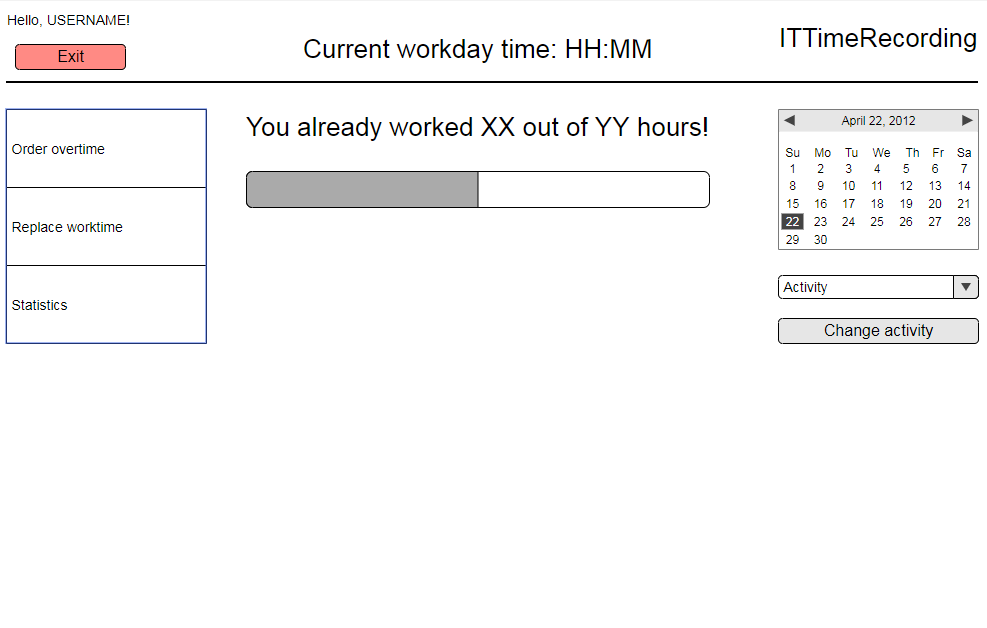 Hello, USERNAME!
Exit
Current workday time: HH:MM
ITTimeRecording
Order overtime
Replace worktime
Statistics
You already worked XX out of YY hours!
April 22, 2012
Su Mo Tu We Th Fr Sa
1 2 3 4 5 6 7
8 9 10 11 12 13 14
15 16 17 18 19 20 21
22 23 24 25 26 27 28
29 30
Activity
Change activity